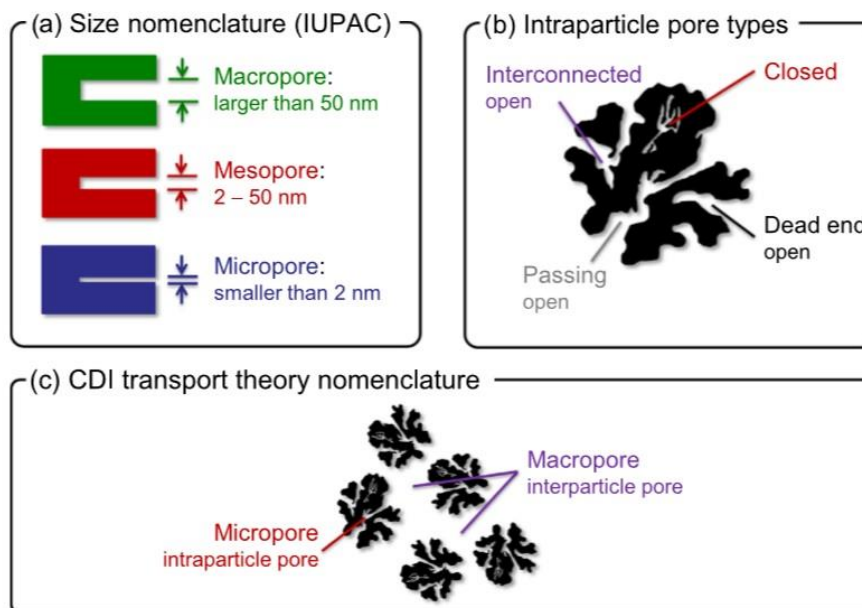 (a) Size nomenclature (IUPAC)
Macropore:
larger than 50 nm
Mesopore:
2 – 50 nm
Micropore:
smaller than 2 nm
(b) Intraparticle pore types
Interconnected
open
Closed
Dead end
open
Passing
open
(c) CDI transport theory nomenclature
Macropore
interparticle pore
Micropore
intraparticle pore